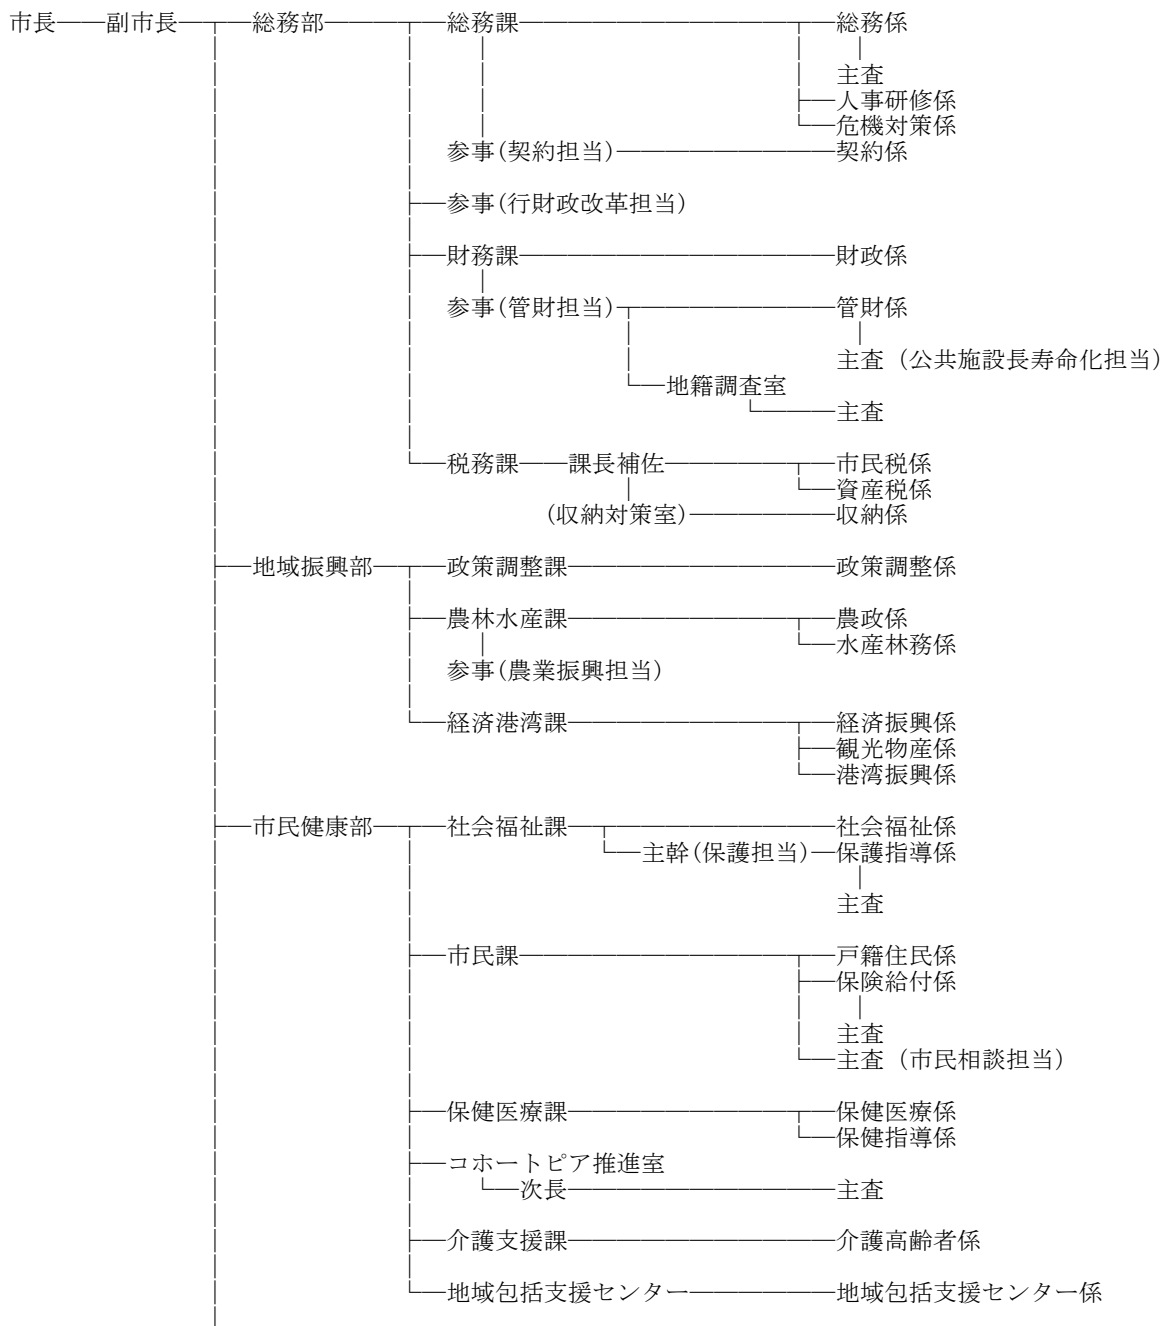 市長 副市長 総務部 総務課 総務係
主査
人事研修係
危機対策係
参事(契約担当) 契約係
参事(行財政改革担当)
財務課 財政係
参事(管財担当) 管財係
主査(公共施設長寿命化担当)
地籍調査室
主査
税務課 課長補佐 市民税係
資産税係
(収納対策室) 収納係
地域振興部 政策調整課 政策調整係
農林水産課 農政係
水産林務係
参事(農業振興担当)
経済港湾課 経済振興係
観光物産係
港湾振興係
市民健康部 社会福祉課 社会福祉係
主幹(保護担当) 保護指導係
主査
市民課 戸籍住民係
保険給付係
主査
主査(市民相談担当)
保健医療課 保健医療係
保健指導係
コホートピア推進室
次長 主査
介護支援課 介護高齢者係
地域包括支援センター 地域包括支援センター係